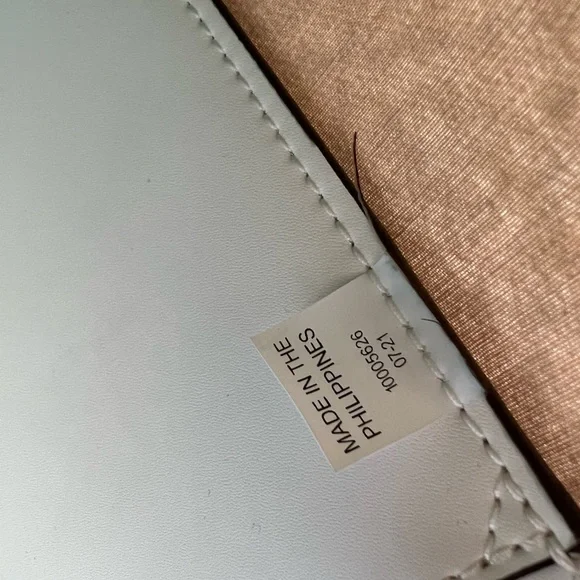 MADE IN THE
PHILIPPINES
10005626
07-21